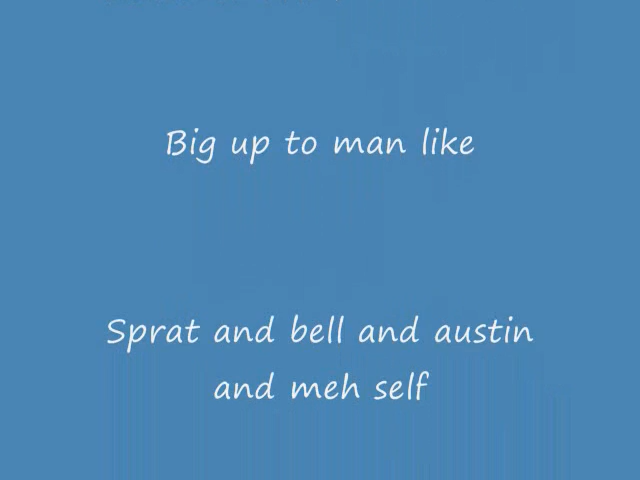 Big up to man like
Sprat and bell and austin
and meh self